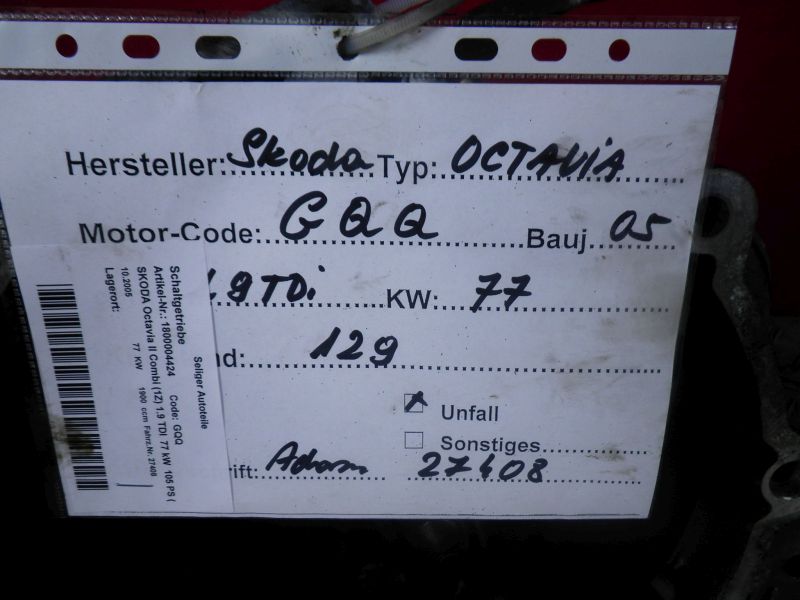 Hersteller: Skoda Typ: OCTAVIA
Motor-Code: GQQ Bauj. 05
1.9 TDi KW: 77
nd: 129
Unfall
Sonstiges
rift: 27408
Seliger Autoteile
Schaltgetriebe
Artikel-Nr.: 1800004424 Code: GQQ
SKODA Octavia II Combi (1Z) 1.9 TDI 77 kW 105 PS (
77 KW 1900 ccm Fahrz.Nr. 27408
10.2005
Lagerort: